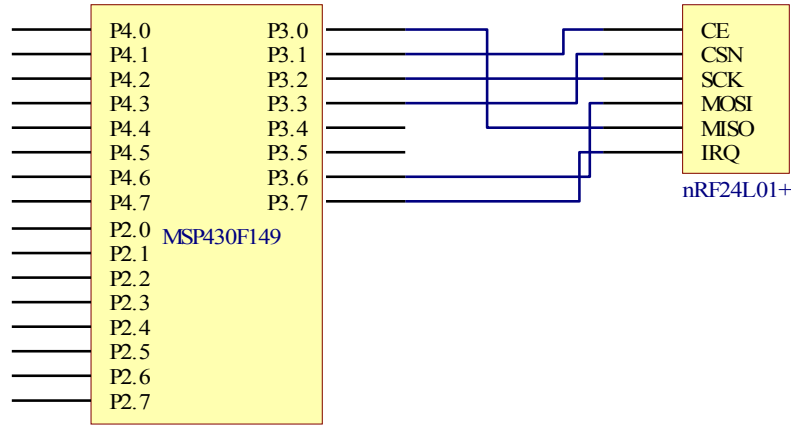 P4.0 P3.0 CE
P4.1 P3.1 CSN
P4.2 P3.2 SCK
P4.3 P3.3 MOSI
P4.4 P3.4 MISO
P4.5 P3.5 IRQ
P4.6 P3.6
P4.7 P3.7
nRF24L01+
P2.0
MSP430F149
P2.1
P2.2
P2.3
P2.4
P2.5
P2.6
P2.7